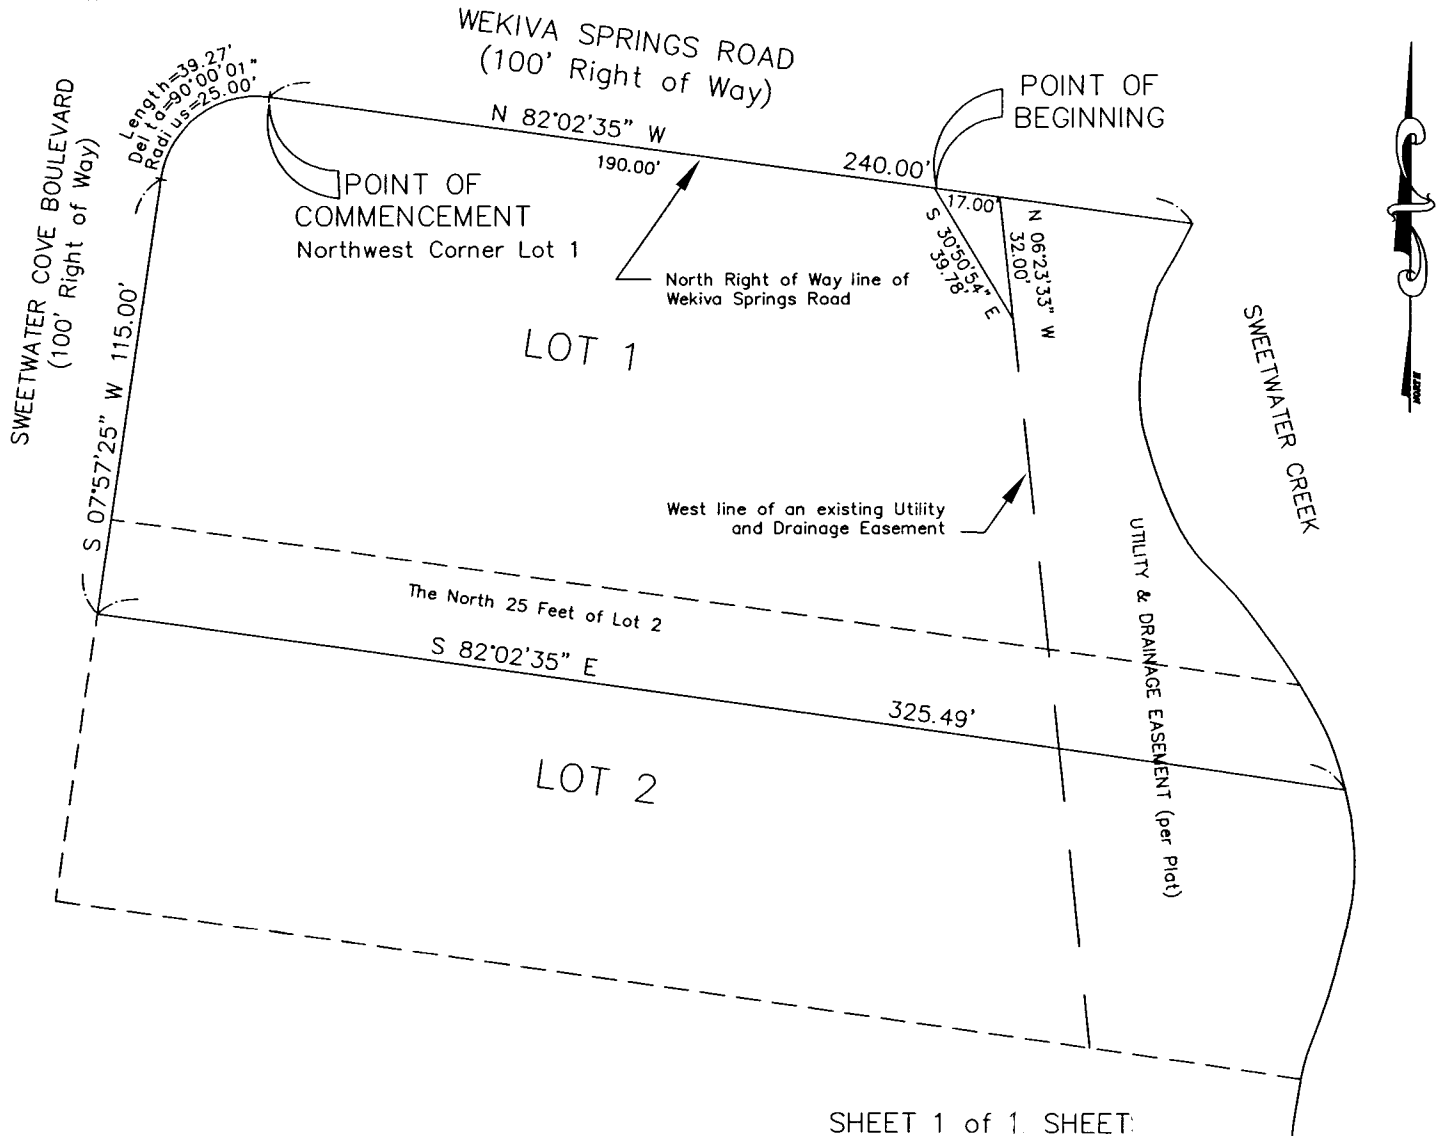 WEKIVA SPRINGS ROAD
(100' Right of Way)
N 82°02'35" W
190.00'
240.00'
POINT OF
BEGINNING
Length=39.27'
Delta=90°00'01"
Radius=25.00'
SWEETWATER COVE BOULEVARD
(100' Right of Way)
POINT OF
COMMENCEMENT
Northwest Corner Lot 1
17.00'
S 30°50'54" E
39.78'
N 06°23'33" W
32.00'
North Right of Way line of
Wekiva Springs Road
LOT 1
S 07°57'25" W 115.00'
SWEETWATER CREEK
West line of an existing Utility
and Drainage Easement
UTILITY & DRAINAGE EASEMENT (per Plat)
The North 25 Feet of Lot 2
S 82°02'35" E
325.49'
LOT 2
NORTH
SHEET 1 of 1 SHEET